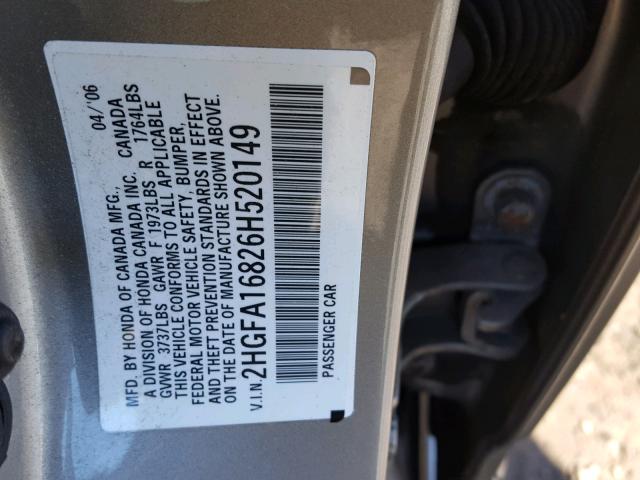 MFD. BY HONDA OF CANADA MFG., 04/'06
A DIVISION OF HONDA CANADA INC. CANADA
GVWR 3737LBS GAWR F 1973LBS R 1764LBS
THIS VEHICLE CONFORMS TO ALL APPLICABLE
FEDERAL MOTOR VEHICLE SAFETY, BUMPER,
AND THEFT PREVENTION STANDARDS IN EFFECT
ON THE DATE OF MANUFACTURE SHOWN ABOVE.
V.I.N. 2HGFA16826H520149
PASSENGER CAR